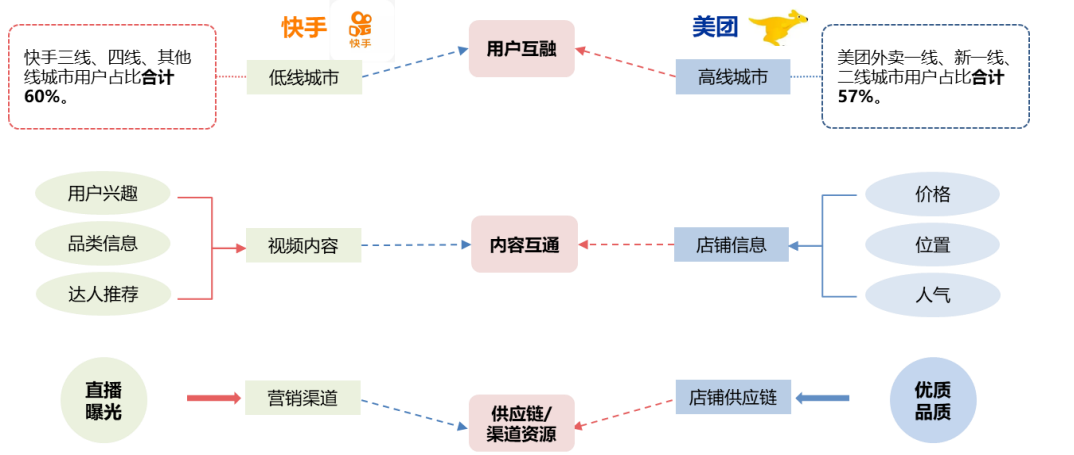 快手
快手
美团
快手三线、四线、其他
线城市用户占比合计
60%。
低线城市
用户互融
高线城市
美团外卖一线、新一线、
二线城市用户占比合计
57%。
用户兴趣
品类信息
达人推荐
视频内容
内容互通
店铺信息
价格
位置
人气
直播
曝光
营销渠道
供应链/
渠道资源
店铺供应链
优质
品质